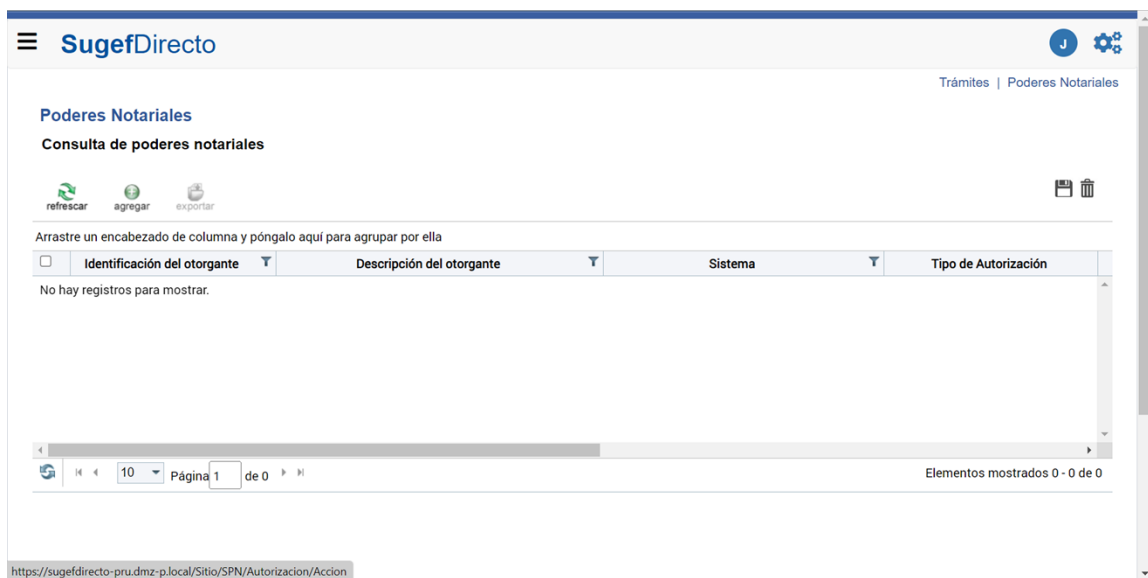 SugefDirecto
J
Trámites | Poderes Notariales
Poderes Notariales
Consulta de poderes notariales
refrescar agregar exportar
Arrastre un encabezado de columna y póngalo aquí para agrupar por ella
Identificación del otorgante Descripción del otorgante Sistema Tipo de Autorización
No hay registros para mostrar.
10 Página 1 de 0 Elementos mostrados 0 - 0 de 0
https://sugefdirecto-pru.dmz-p.local/Sitio/SPN/Autorizacion/Accion